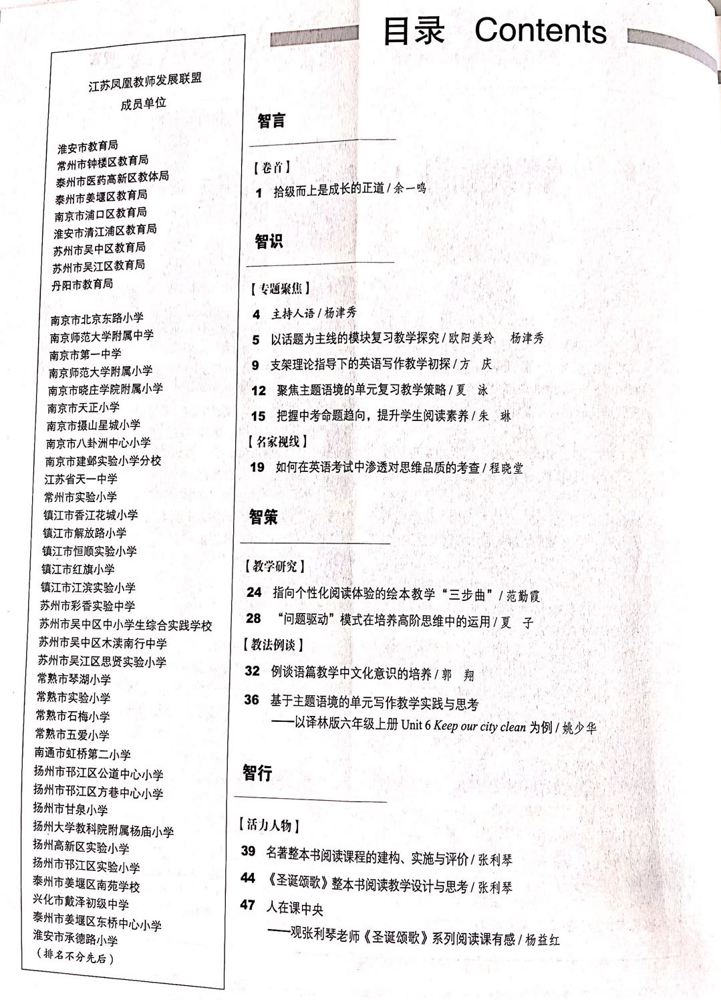 目录 Contents
江苏凤凰教师发展联盟
成员单位
淮安市教育局
常州市钟楼区教育局
泰州市医药高新区教体局
泰州市姜堰区教育局
南京市浦口区教育局
淮安市清江浦区教育局
苏州市吴中区教育局
苏州市吴江区教育局
丹阳市教育局
南京市北京东路小学
南京师范大学附属中学
南京市第一中学
南京师范大学附属小学
南京市晓庄学院附属小学
南京市天正小学
南京市摄山星城小学
南京市八卦洲中心小学
南京市建邺实验小学分校
江苏省天一中学
常州市实验小学
镇江市香江花城小学
镇江市解放路小学
镇江市恒顺实验小学
镇江市红旗小学
镇江市江滨实验小学
苏州市彩香实验中学
苏州市吴中区中小学生综合实践学校
苏州市吴中区木渎南行中学
苏州市吴江区思贤实验小学
常熟市琴湖小学
常熟市实验小学
常熟市石梅小学
常熟市五爱小学
南通市虹桥第二小学
扬州市邗江区公道中心小学
扬州市邗江区方巷中心小学
扬州市甘泉小学
扬州大学教科院附属杨庙小学
扬州高新区实验小学
扬州市邗江区实验小学
泰州市姜堰区南苑学校
兴化市戴泽初级中学
泰州市姜堰区东桥中心小学
淮安市承德路小学
（排名不分先后）
智言
【卷首】
1 拾级而上是成长的正道 / 余一鸣
智识
【专题聚焦】
4 主持人语 / 杨津秀
5 以话题为主线的模块复习教学探究 / 欧阳美玲 杨津秀
9 支架理论指导下的英语写作教学初探 / 方 庆
12 聚焦主题语境的单元复习教学策略 / 夏 泳
15 把握中考命题趋向，提升学生阅读素养 / 朱 琳
【名家视线】
19 如何在英语考试中渗透对思维品质的考查 / 程晓堂
智策
【教学研究】
24 指向个性化阅读体验的绘本教学“三步曲” / 范勤霞
28 “问题驱动”模式在培养高阶思维中的运用 / 夏 子
【教法例谈】
32 例谈语篇教学中文化意识的培养 / 郭 翔
36 基于主题语境的单元写作教学实践与思考
——以译林版六年级上册 Unit 6 Keep our city clean 为例 / 姚少华
智行
【活力人物】
39 名著整本书阅读课程的建构、实施与评价 / 张利琴
44 《圣诞颂歌》整本书阅读教学设计与思考 / 张利琴
47 人在课中央
——观张利琴老师《圣诞颂歌》系列阅读课有感 / 杨益红